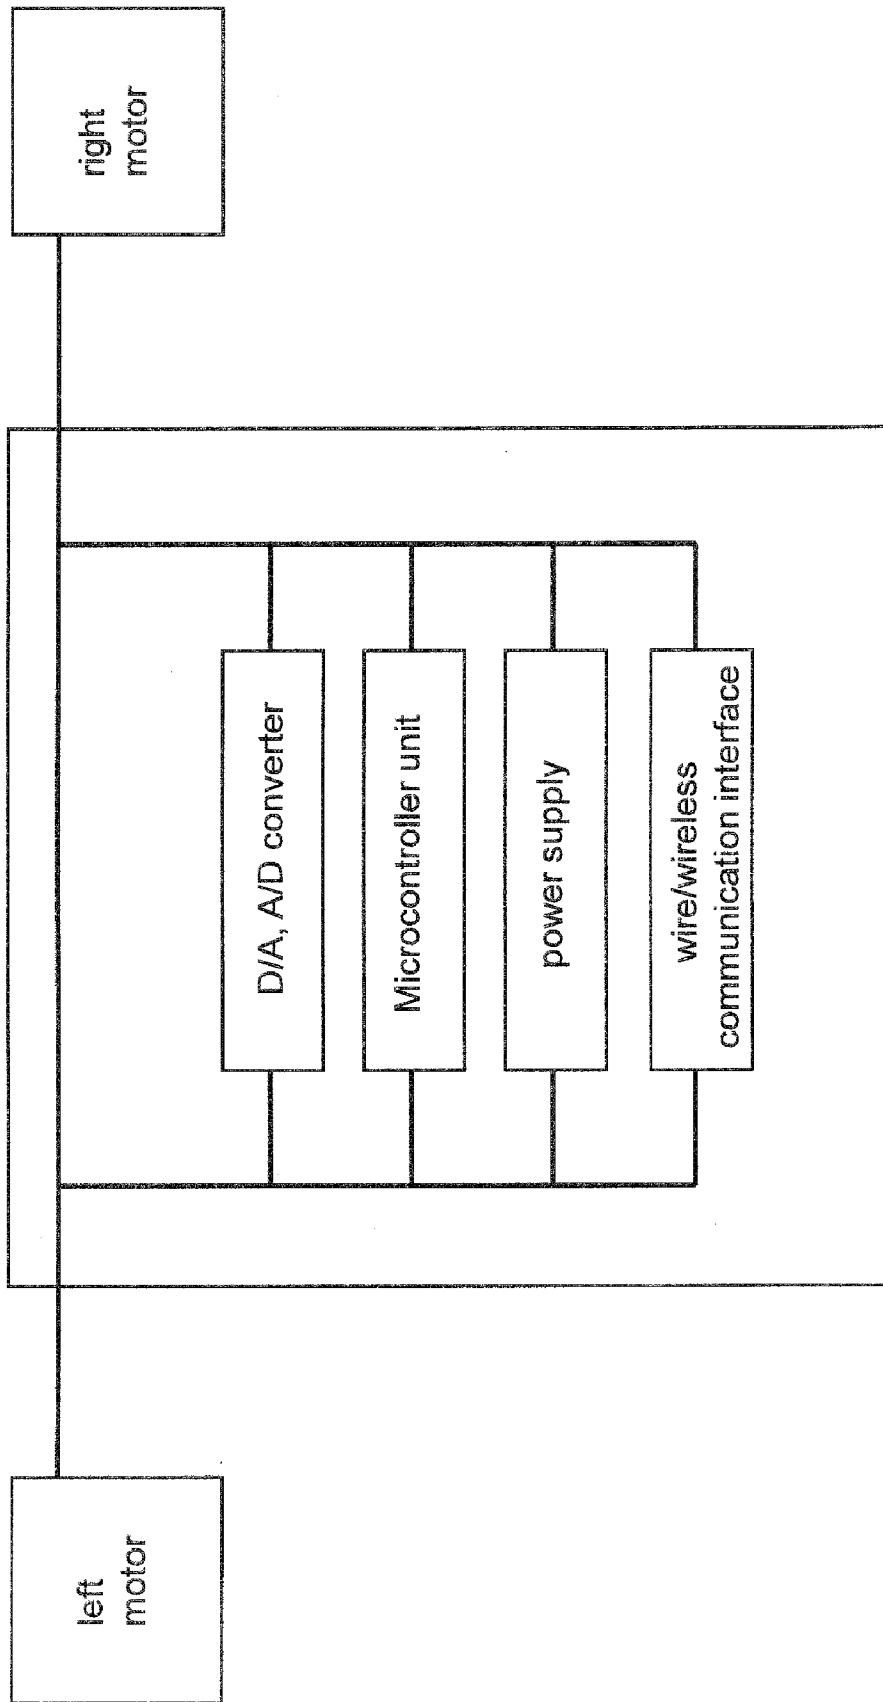 left
motor
D/A, A/D converter
Microcontroller unit
power supply
wire/wireless
communication interface
right
motor